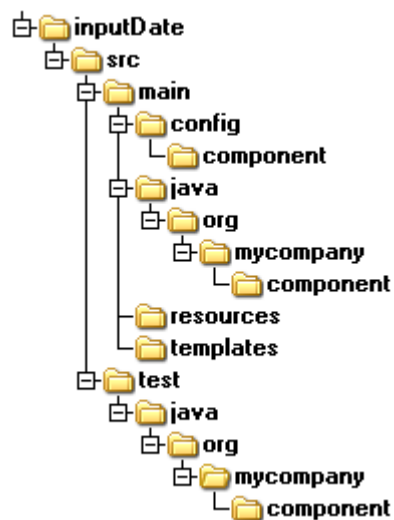 inputDate
src
main
config
component
java
org
mycompany
component
resources
templates
test
java
org
mycompany
component